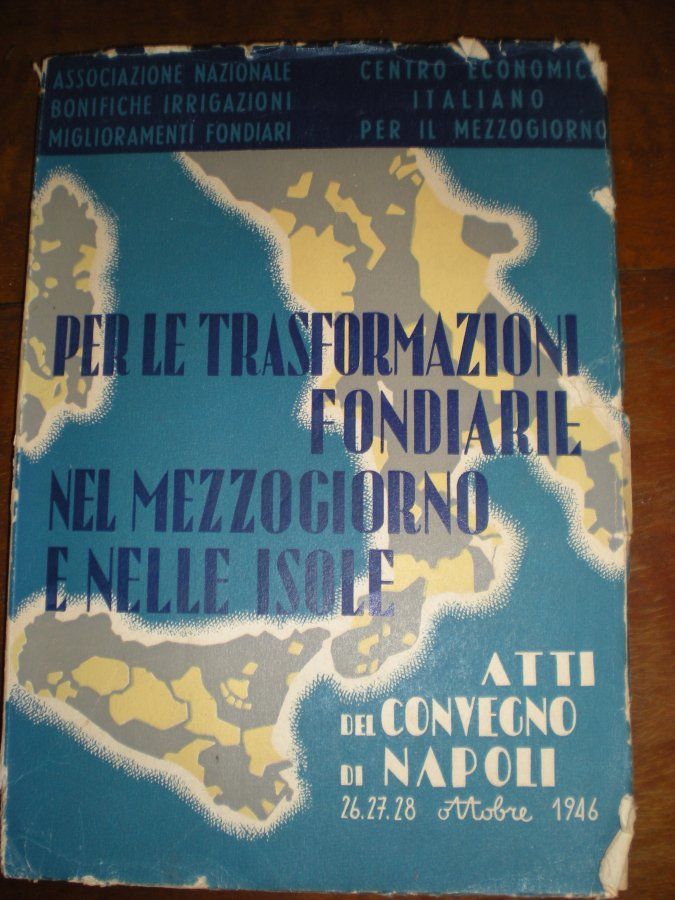 ASSOCIAZIONE NAZIONALE
BONIFICHE IRRIGAZIONI
MIGLIORAMENTI FONDIARI
CENTRO ECONOMIC
ITALIANO
PER IL MEZZOGIORNO
PER LE TRASFORMAZIONI
FONDIARIE
NEL MEZZOGIORNO
E NELLE ISOLE
ATTI
DEL CONVEGNO
DI NAPOLI
26.27.28 ottobre 1946